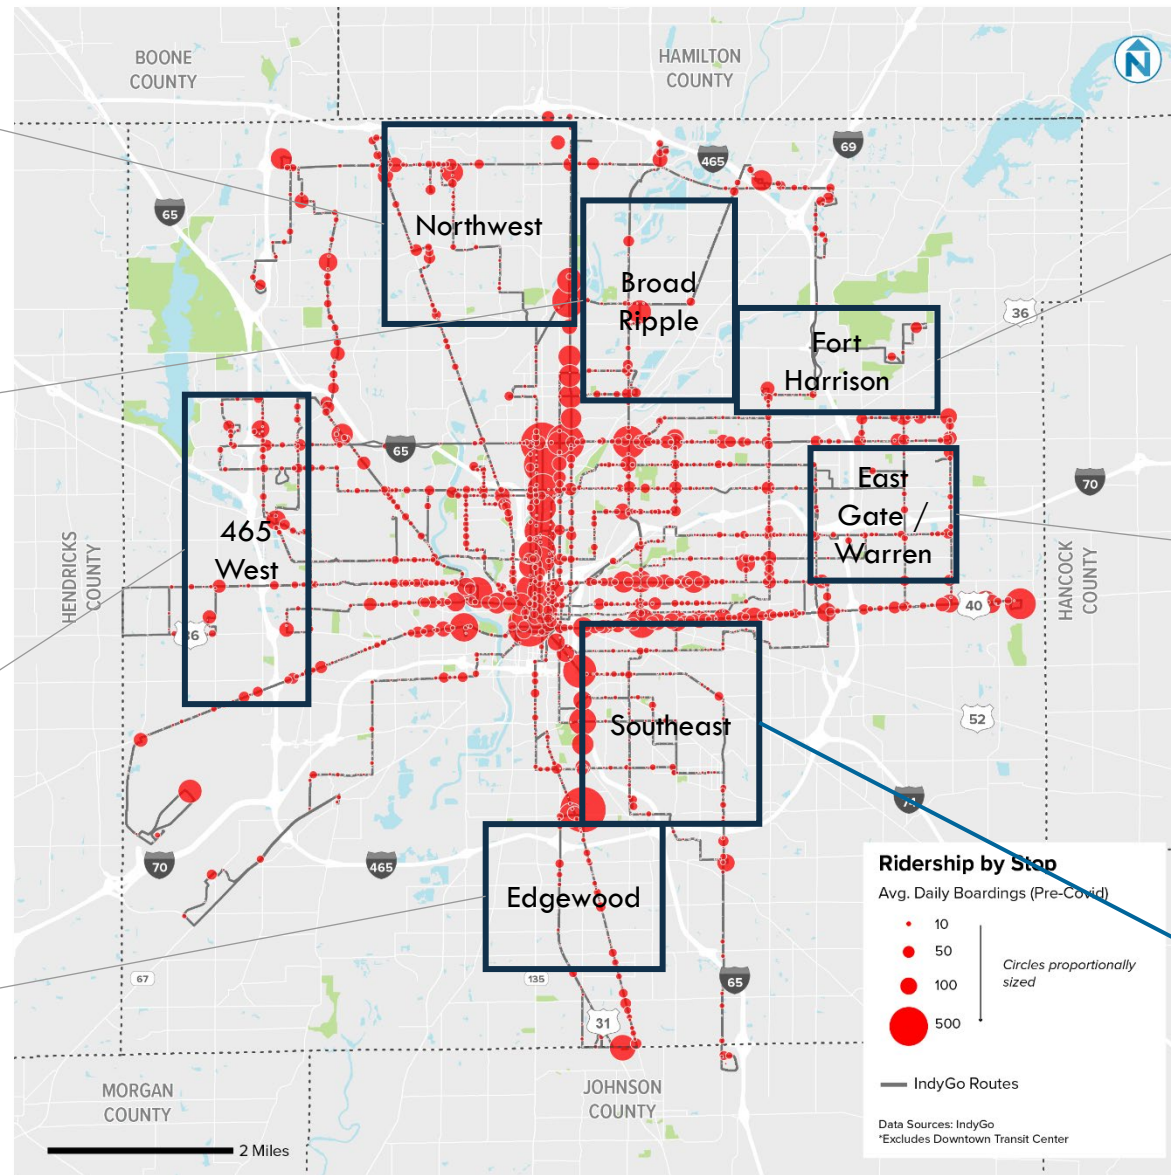 BOONE
COUNTY
HAMILTON
COUNTY
N
69
465
65
Northwest
Broad
Ripple
36
Fort
Harrison
65
East
Gate /
Warren
70
465
West
HENDRICKS
COUNTY
HANCOCK
COUNTY
40
36
52
Southeast
74
70
465
Edgewood
67
135
65
31
MORGAN
COUNTY
JOHNSON
COUNTY
2 Miles
Ridership by Stop
Avg. Daily Boardings (Pre-Covid)
10
50
100
500
Circles proportionally
sized
IndyGo Routes
Data Sources: IndyGo
*Excludes Downtown Transit Center